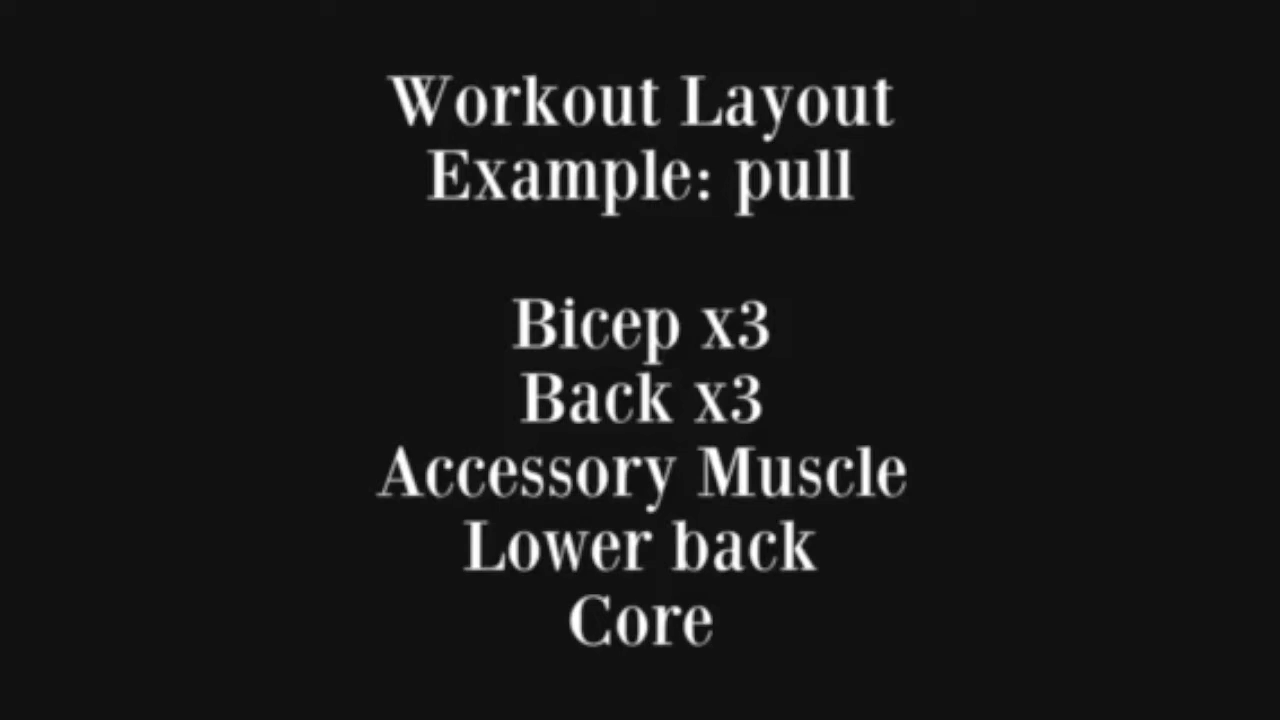 Workout Layout
Example: pull
Bicep x3
Back x3
Accessory Muscle
Lower back
Core